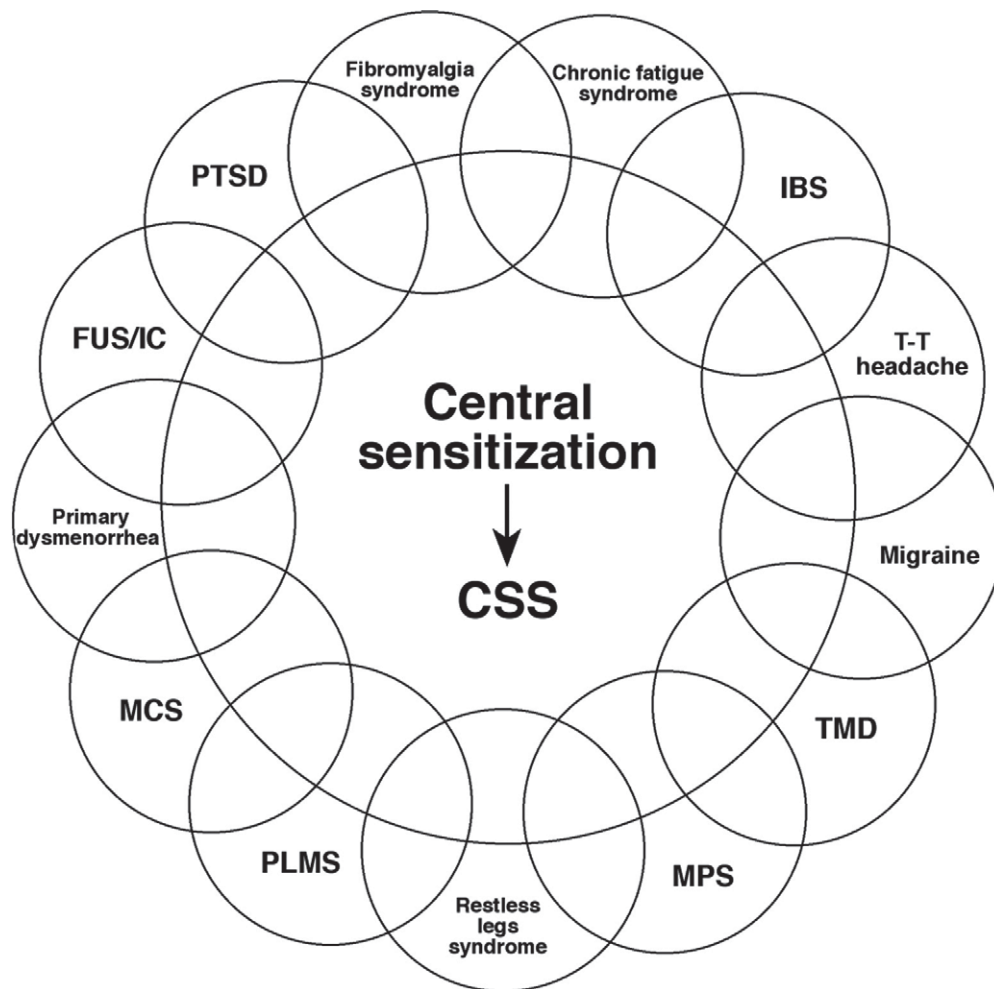 Fibromyalgia
syndrome
Chronic fatigue
syndrome
PTSD
IBS
FUS/IC
T-T
headache
Central
sensitization
CSS
Primary
dysmenorrhea
Migraine
MCS
TMD
PLMS
MPS
Restless
legs
syndrome